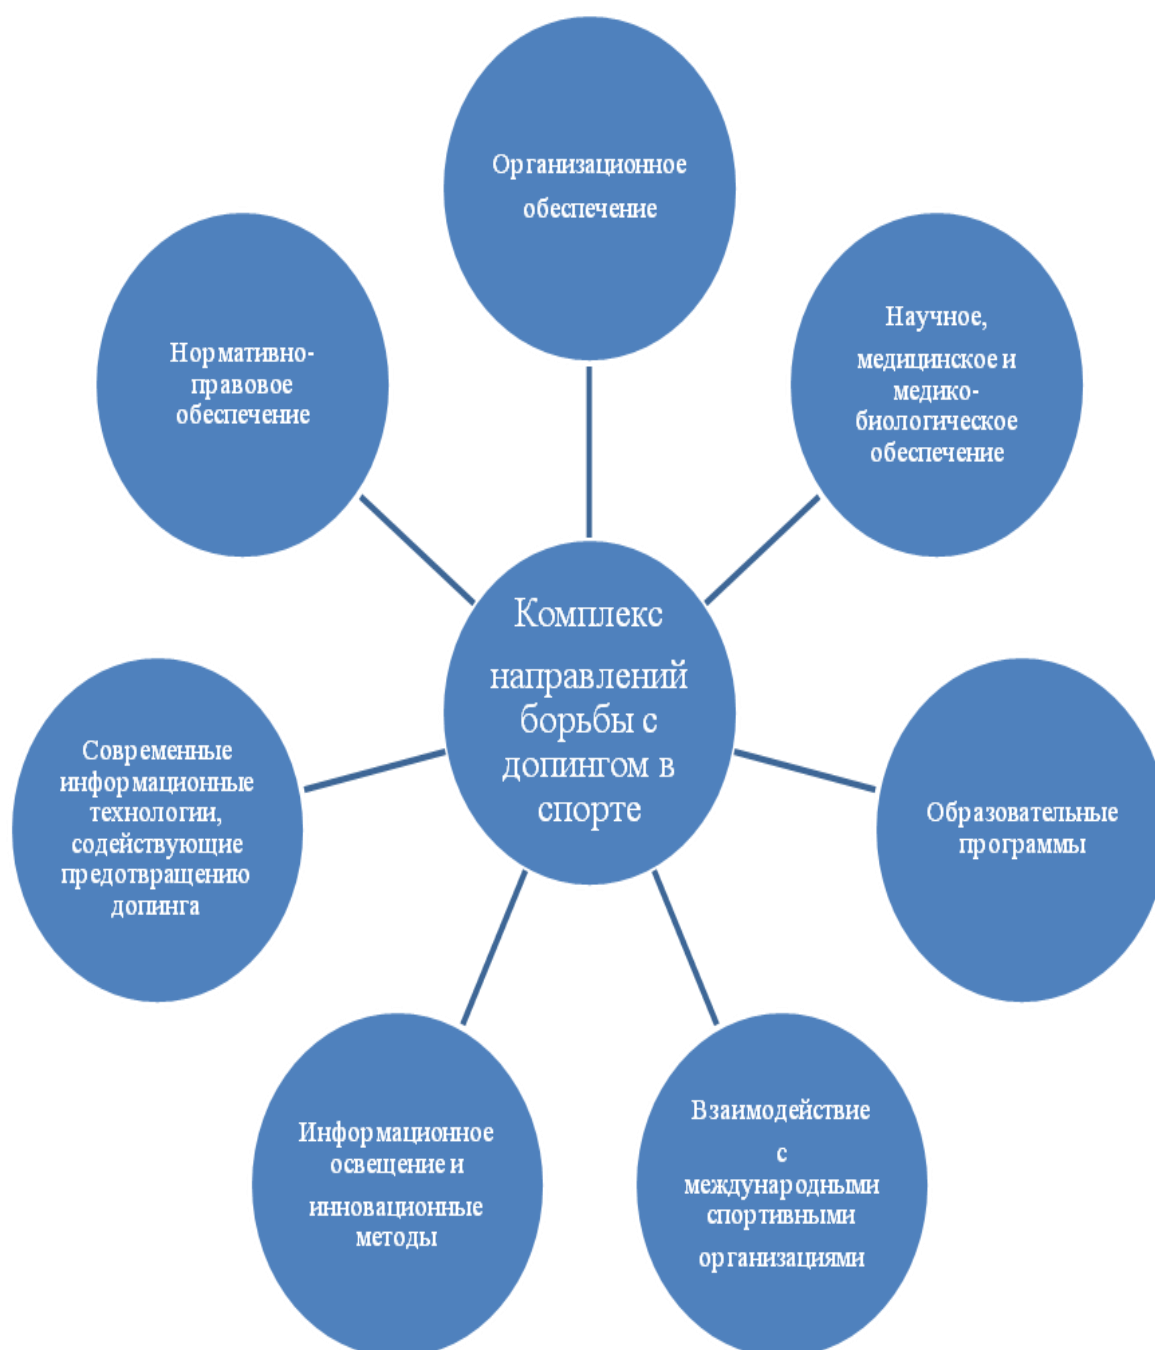 Организационное
обеспечение
Научное,
медицинское и
медико-
биологическое
обеспечение
Образовательные
программы
Взаимодействие
с
международными
спортивными
организациями
Информационное
освещение и
инновационные
методы
Современные
информационные
технологии,
содействующие
предотвращению
допинга
Нормативно-
правовое
обеспечение
Комплекс
направлений
борьбы с
допингом в
спорте